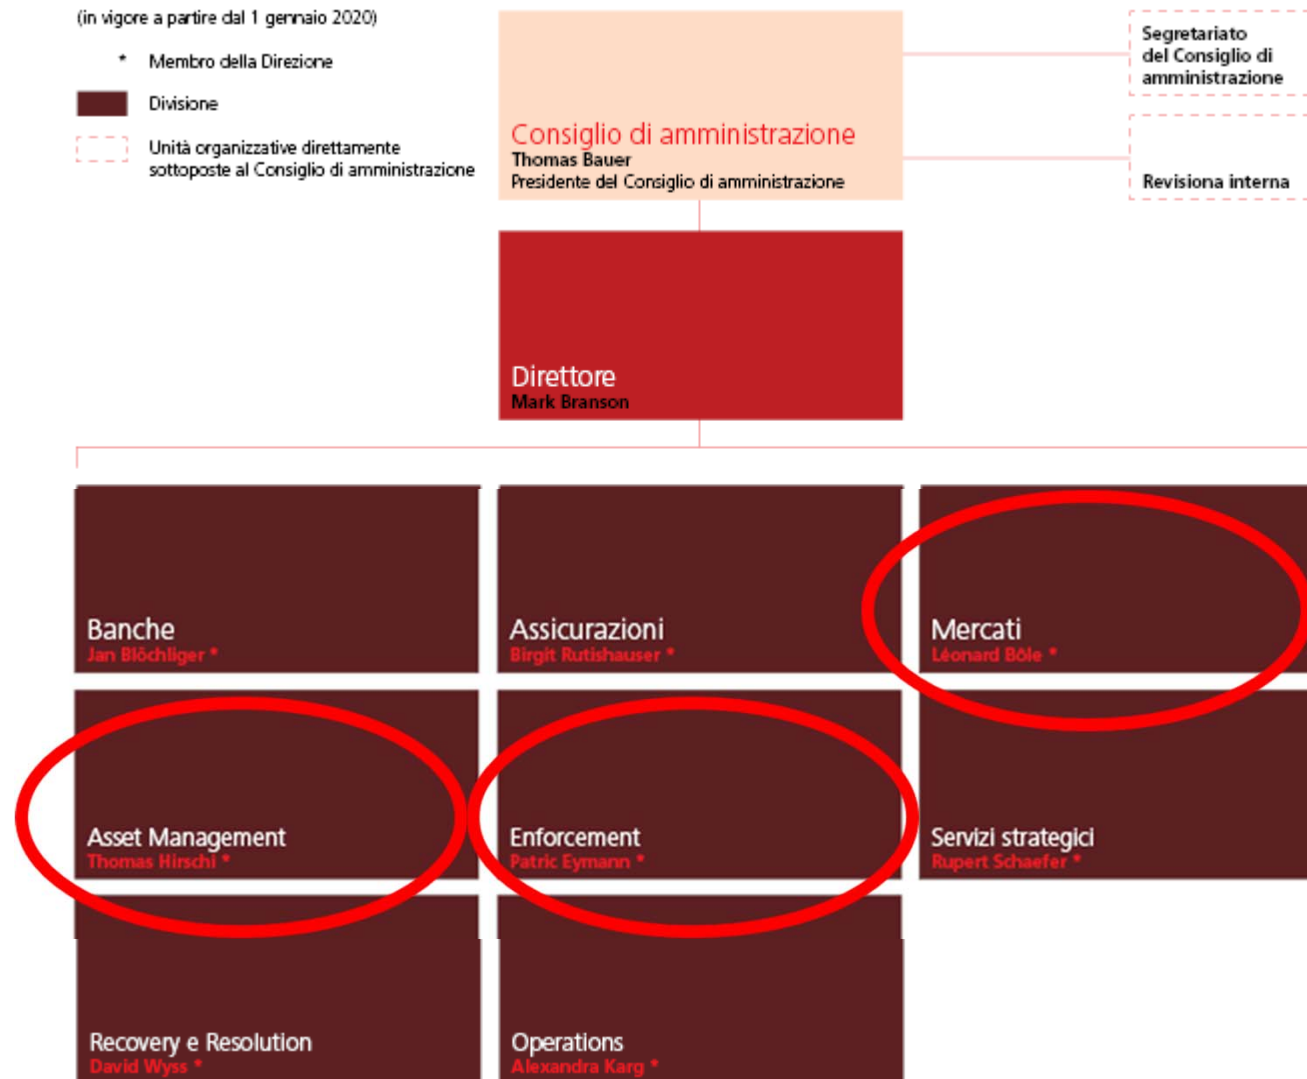 (in vigore a partire dal 1 gennaio 2020)
* Membro della Direzione
Divisione
Unità organizzative direttamente
sottoposte al Consiglio di amministrazione
Consiglio di amministrazione
Thomas Bauer
Presidente del Consiglio di amministrazione
Segretariato
del Consiglio di
amministrazione
Revisiona interna
Direttore
Mark Branson
Banche
Jan Blöchliger *
Assicurazioni
Birgit Rutishauser *
Mercati
Léonard Bôle *
Asset Management
Thomas Hirschi *
Enforcement
Patric Eymann *
Servizi strategici
Rupert Schaefer *
Recovery e Resolution
David Wyss *
Operations
Alexandra Karg *